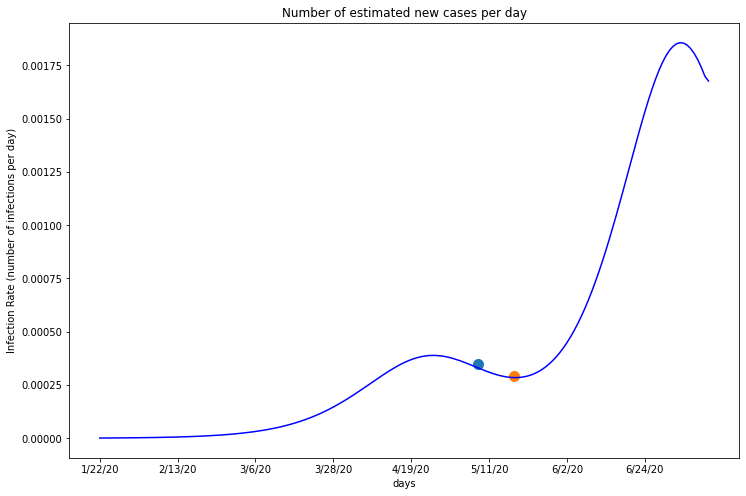 Number of estimated new cases per day
Infection Rate (number of infections per day)
0.00175
0.00150
0.00125
0.00100
0.00075
0.00050
0.00025
0.00000
1/22/20 2/13/20 3/6/20 3/28/20 4/19/20 5/11/20 6/2/20 6/24/20
days